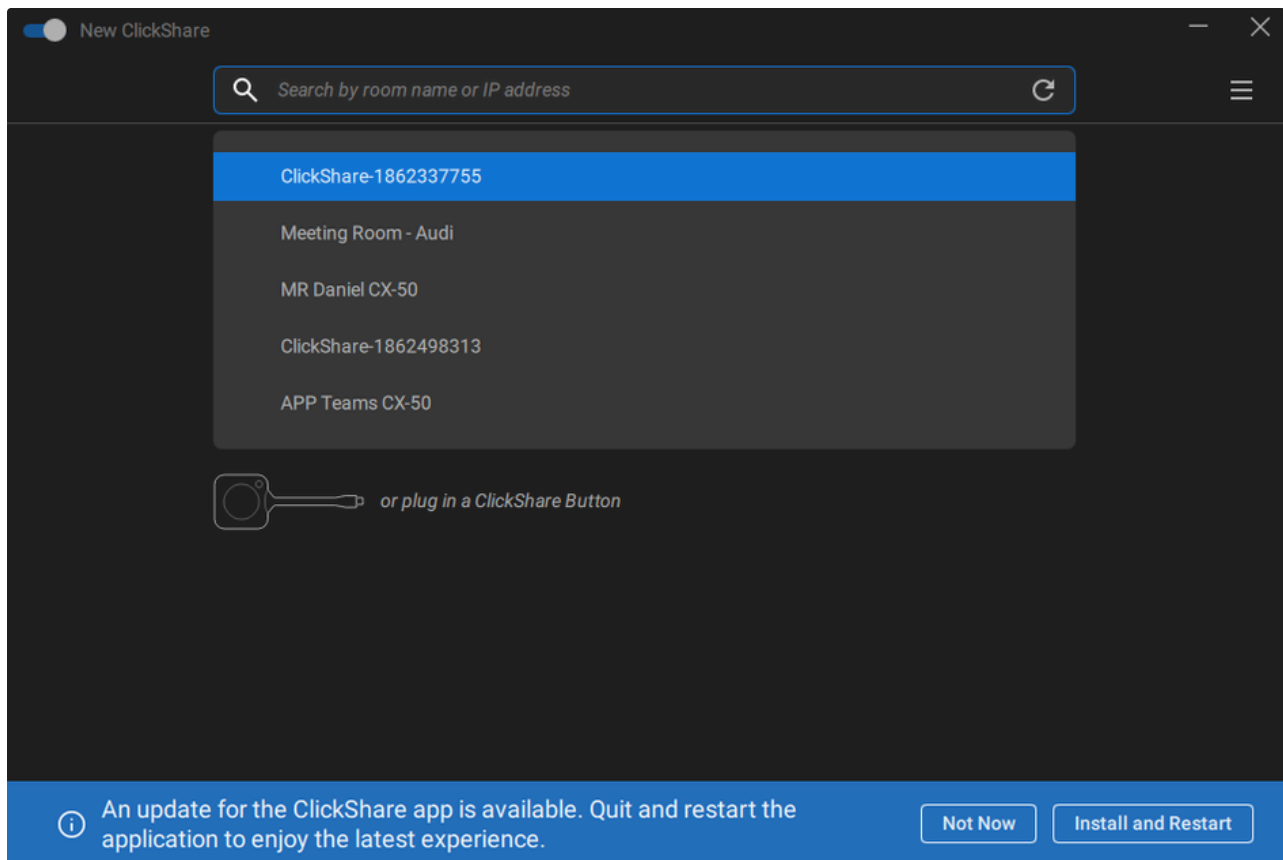 New ClickShare
Search by room name or IP address
ClickShare-1862337755
Meeting Room - Audi
MR Daniel CX-50
ClickShare-1862498313
APP Teams CX-50
or plug in a ClickShare Button
An update for the ClickShare app is available. Quit and restart the
application to enjoy the latest experience.
Not Now
Install and Restart